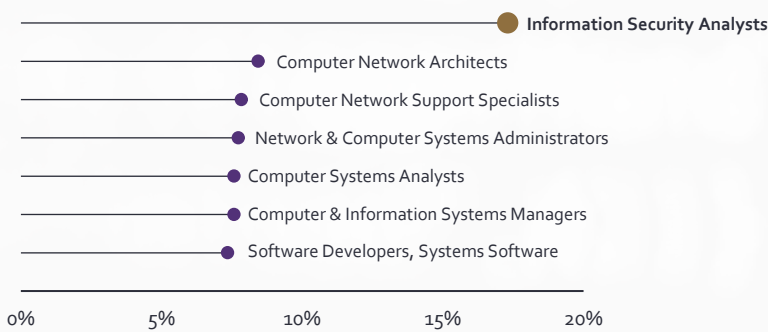 Information Security Analysts
Computer Network Architects
Computer Network Support Specialists
Network & Computer Systems Administrators
Computer Systems Analysts
Computer & Information Systems Managers
Software Developers, Systems Software
0% 5% 10% 15% 20%